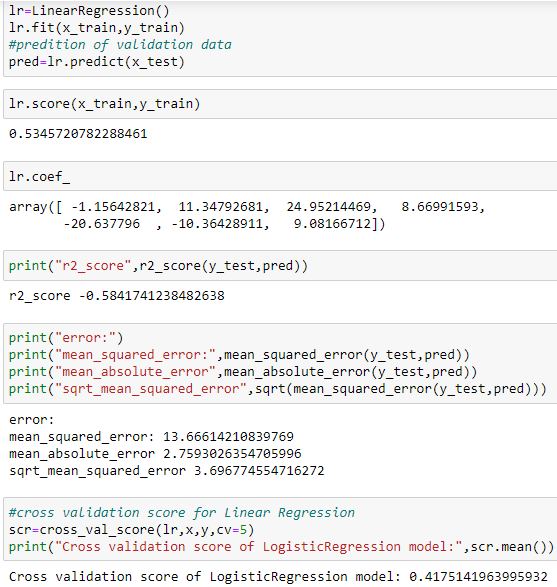 lr=LinearRegression()
lr.fit(x_train,y_train)
#predition of validation data
pred=lr.predict(x_test)
lr.score(x_train,y_train)
0.5345720782288461
lr.coef_
array([ -1.15642821,  11.34792681,  24.95214469,   8.66991593,
       -20.637796  , -10.36428911,   9.08166712])
print("r2_score",r2_score(y_test,pred))
r2_score -0.5841741238482638
print("error:")
print("mean_squared_error:",mean_squared_error(y_test,pred))
print("mean_absolute_error",mean_absolute_error(y_test,pred))
print("sqrt_mean_squared_error",sqrt(mean_squared_error(y_test,pred)))
error:
mean_squared_error: 13.66614210839769
mean_absolute_error 2.7593026354705996
sqrt_mean_squared_error 3.696774554716272
#cross validation score for Linear Regression
scr=cross_val_score(lr,x,y,cv=5)
print("Cross validation score of LogisticRegression model:",scr.mean())
Cross validation score of LogisticRegression model: 0.4175141963995932